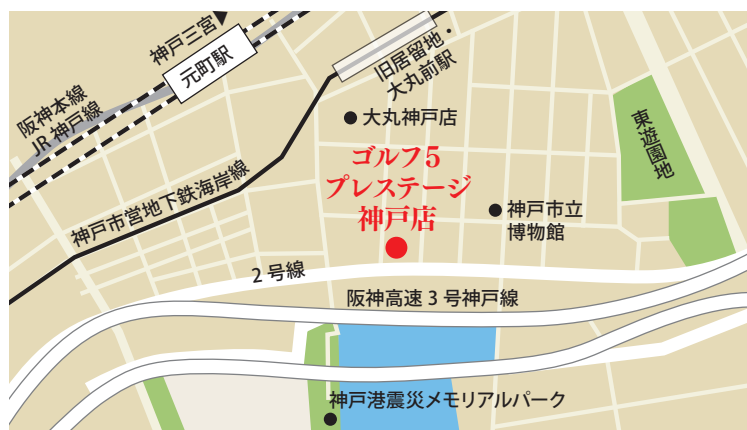 神戸三宮
元町駅
旧居留地・
大丸前駅
阪神本線
JR 神戸線
大丸神戸店
東遊園地
ゴルフ5
プレステージ
神戸店
神戸市営地下鉄海岸線
神戸市立
博物館
2 号線
阪神高速 3 号神戸線
神戸港震災メモリアルパーク